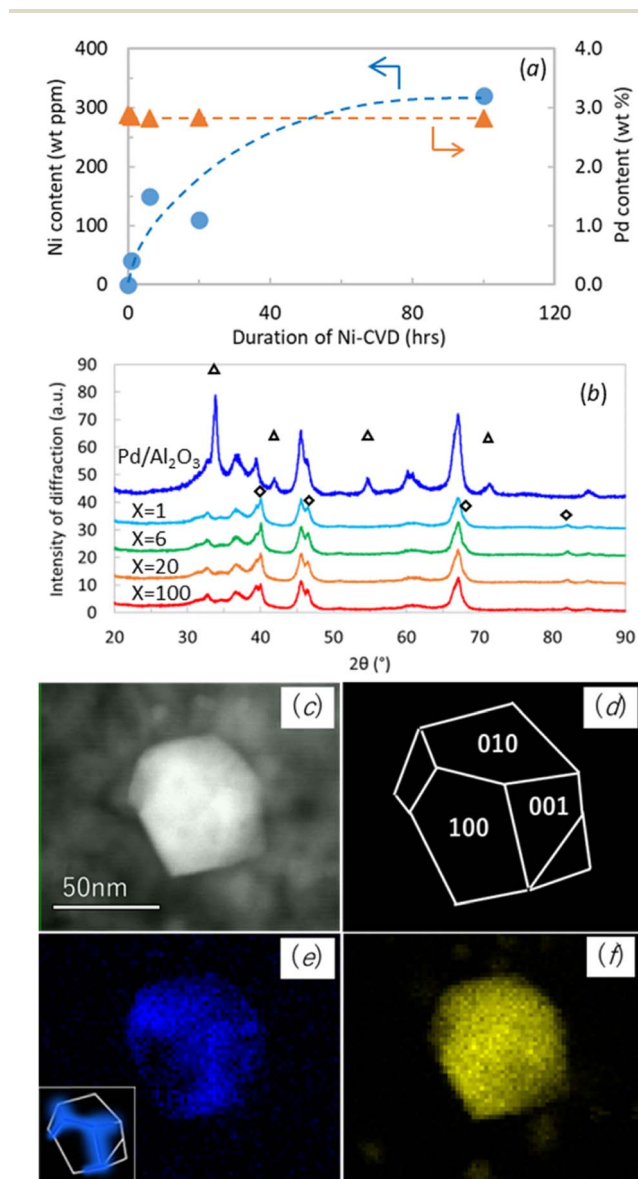 (a)
400 4.0
300 3.0
200 2.0
100 1.0
0 0.0
Ni content (wt ppm)
Pd content (wt %)
0 40 80 120
Duration of Ni-CVD (hrs)
(b)
90
80
70
60
50
40
30
20
10
0
Intensity of diffraction (a.u.)
Pd/Al₂O₃
X=1
X=6
X=20
X=100
20 30 40 50 60 70 80 90
2θ (°)
(c)
50nm
(d)
010
100
001
(e)
(f)